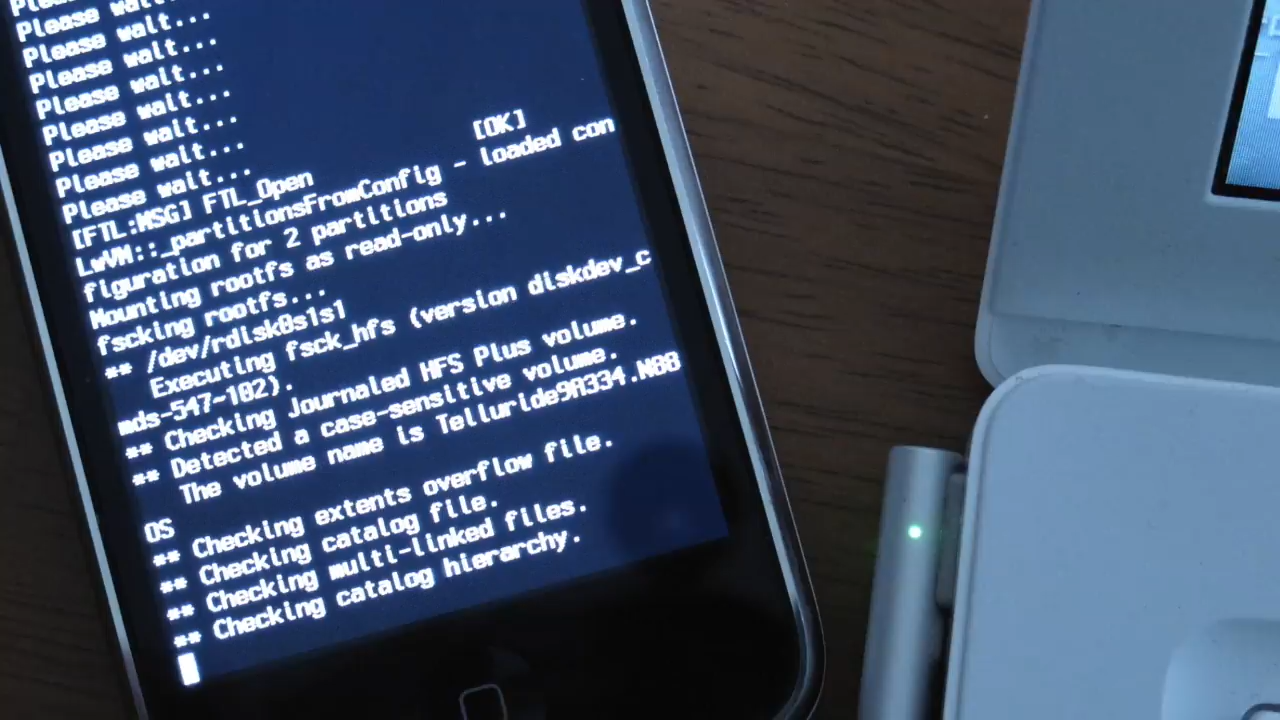 Please wait...
Please wait...
Please wait...
Please wait...
Please wait...
Please wait...
Please wait...
Please wait...
[OK]
[FTL:MSG] FTL_Open
LwVM::_partitionsFromConfig - loaded con
figuration for 2 partitions
Mounting rootfs as read-only...
fscking rootfs...
** /dev/rdisk0s1s1
Executing fsck_hfs (version diskdev_c
mds-547~102).
** Checking Journaled HFS Plus volume.
** Detected a case-sensitive volume.
The volume name is Telluride9A334.N88
OS
** Checking extents overflow file.
** Checking catalog file.
** Checking multi-linked files.
** Checking catalog hierarchy.